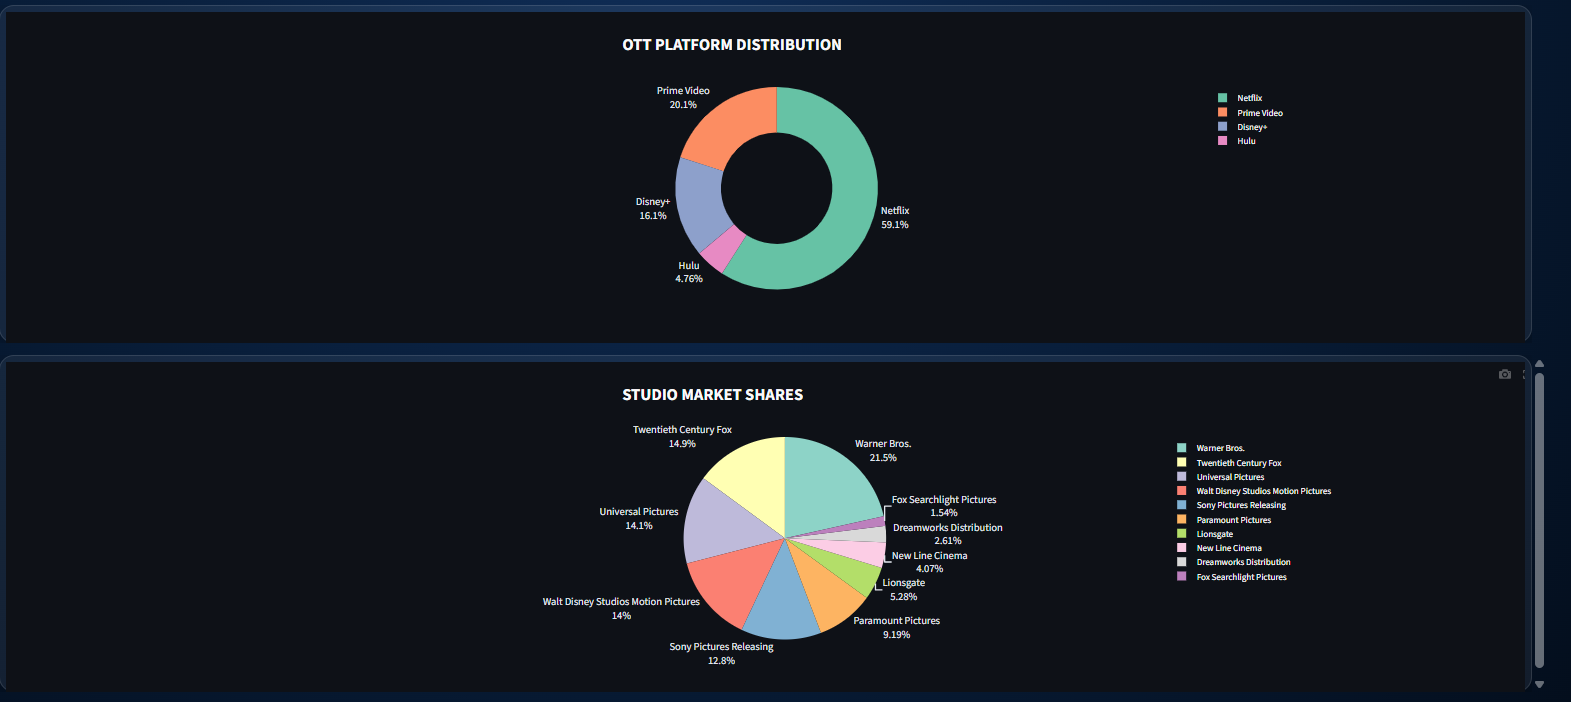 OTT PLATFORM DISTRIBUTION
Prime Video
20.1%
Disney+
16.1%
Hulu
4.76%
Netflix
59.1%
Netflix
Prime Video
Disney+
Hulu
STUDIO MARKET SHARES
Twentieth Century Fox
14.9%
Warner Bros.
21.5%
Universal Pictures
14.1%
Fox Searchlight Pictures
1.54%
Dreamworks Distribution
2.61%
New Line Cinema
4.07%
Lionsgate
5.28%
Walt Disney Studios Motion Pictures
14%
Paramount Pictures
9.19%
Sony Pictures Releasing
12.8%
Warner Bros.
Twentieth Century Fox
Universal Pictures
Walt Disney Studios Motion Pictures
Sony Pictures Releasing
Paramount Pictures
Lionsgate
New Line Cinema
Dreamworks Distribution
Fox Searchlight Pictures